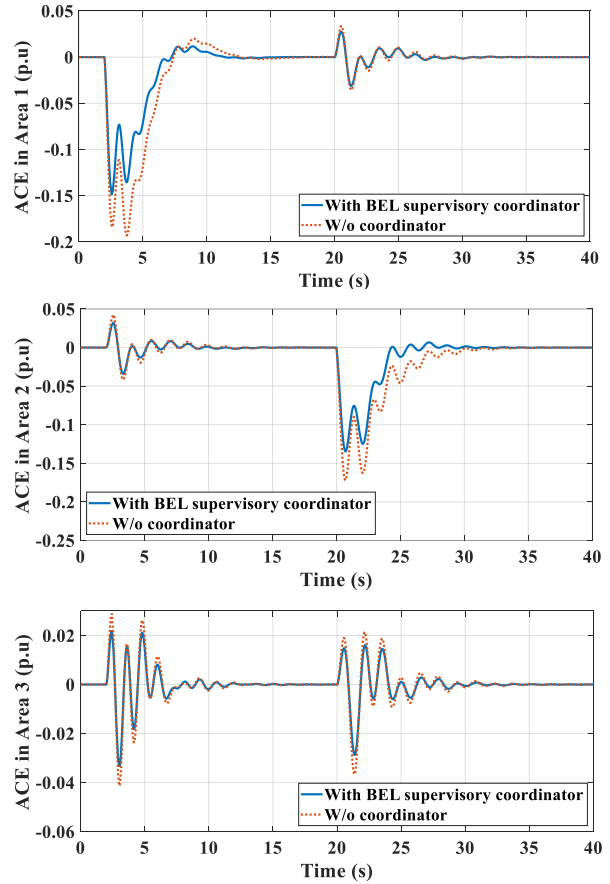 ACE in Area 1 (p.u)
0.05
0
-0.05
-0.1
-0.15
-0.2
With BEL supervisory coordinator
W/o coordinator
0 5 10 15 20 25 30 35 40
Time (s)
ACE in Area 2 (p.u)
0.05
0
-0.05
-0.1
-0.15
-0.2
-0.25
With BEL supervisory coordinator
W/o coordinator
0 5 10 15 20 25 30 35 40
Time (s)
ACE in Area 3 (p.u)
0.02
0
-0.02
-0.04
-0.06
With BEL supervisory coordinator
W/o coordinator
0 5 10 15 20 25 30 35 40
Time (s)